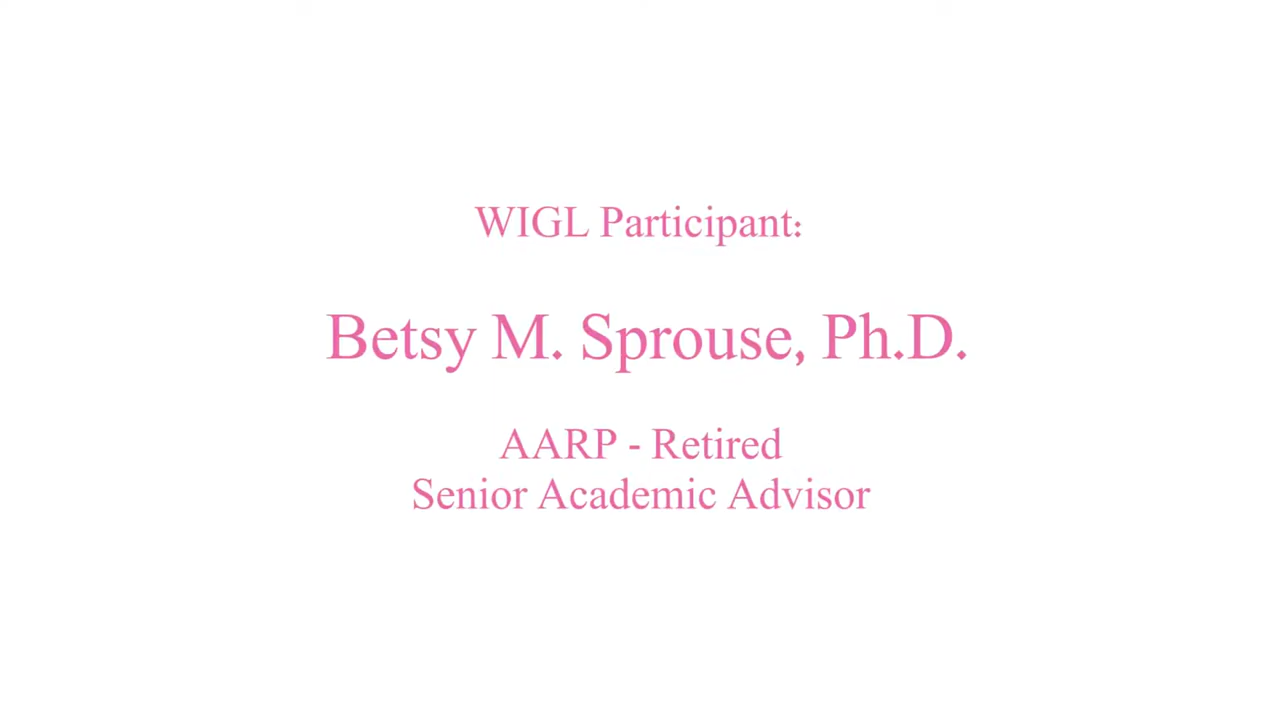 WIGL Participant:
Betsy M. Sprouse, Ph.D.
AARP - Retired
Senior Academic Advisor